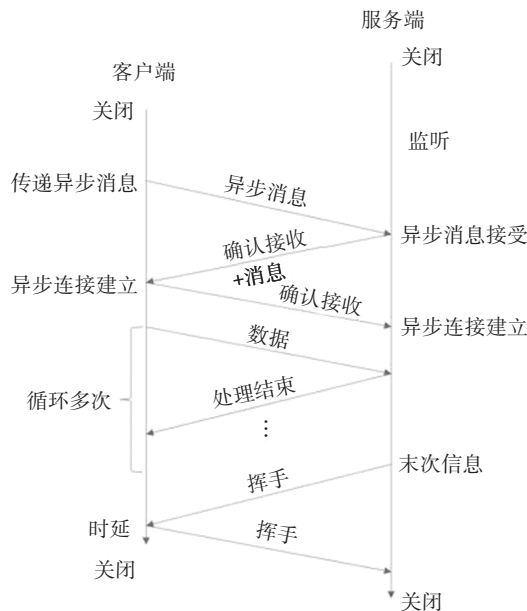 服务端
关闭
客户端
关闭
监听
传递异步消息
异步消息
异步消息接受
确认接收
+消息
异步连接建立
确认接收
异步连接建立
数据
处理结束
循环多次
⋮
末次信息
挥手
时延
挥手
关闭
关闭